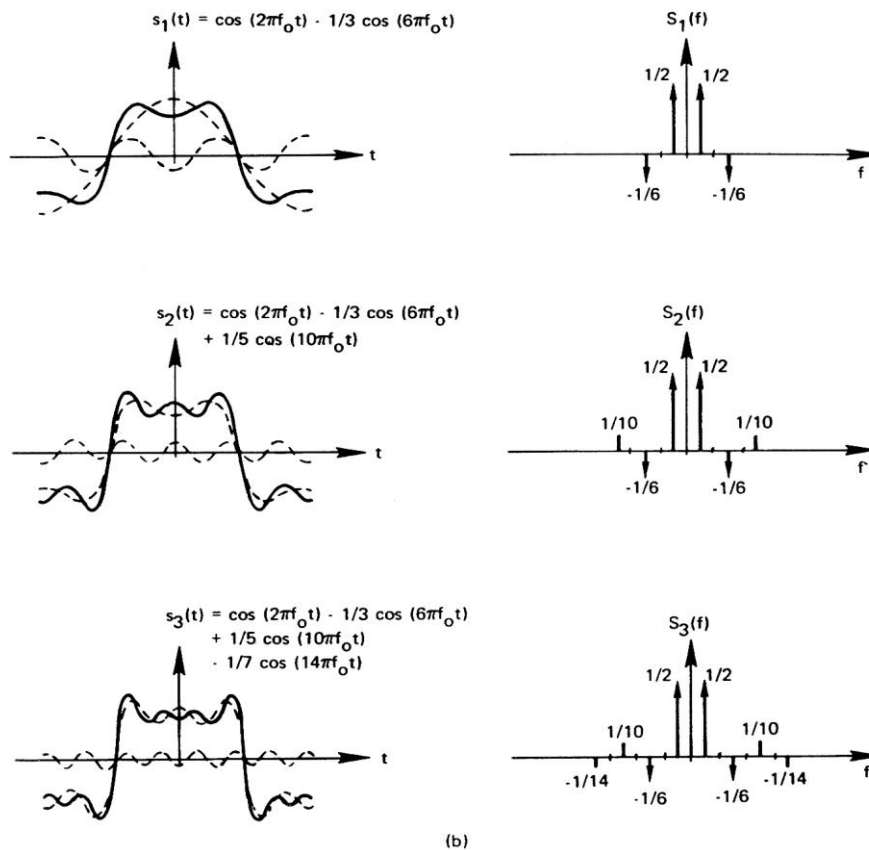 s₁(t) = cos (2πf₀t) - 1/3 cos (6πf₀t)
S₁(f)
1/2 1/2
t
f
-1/6 -1/6
s₂(t) = cos (2πf₀t) - 1/3 cos (6πf₀t)
+ 1/5 cos (10πf₀t)
S₂(f)
1/2 1/2
1/10 1/10
t
f
-1/6 -1/6
s₃(t) = cos (2πf₀t) - 1/3 cos (6πf₀t)
+ 1/5 cos (10πf₀t)
- 1/7 cos (14πf₀t)
S₃(f)
1/2 1/2
1/10 1/10
t
f
-1/14 -1/6 -1/6 -1/14
(b)